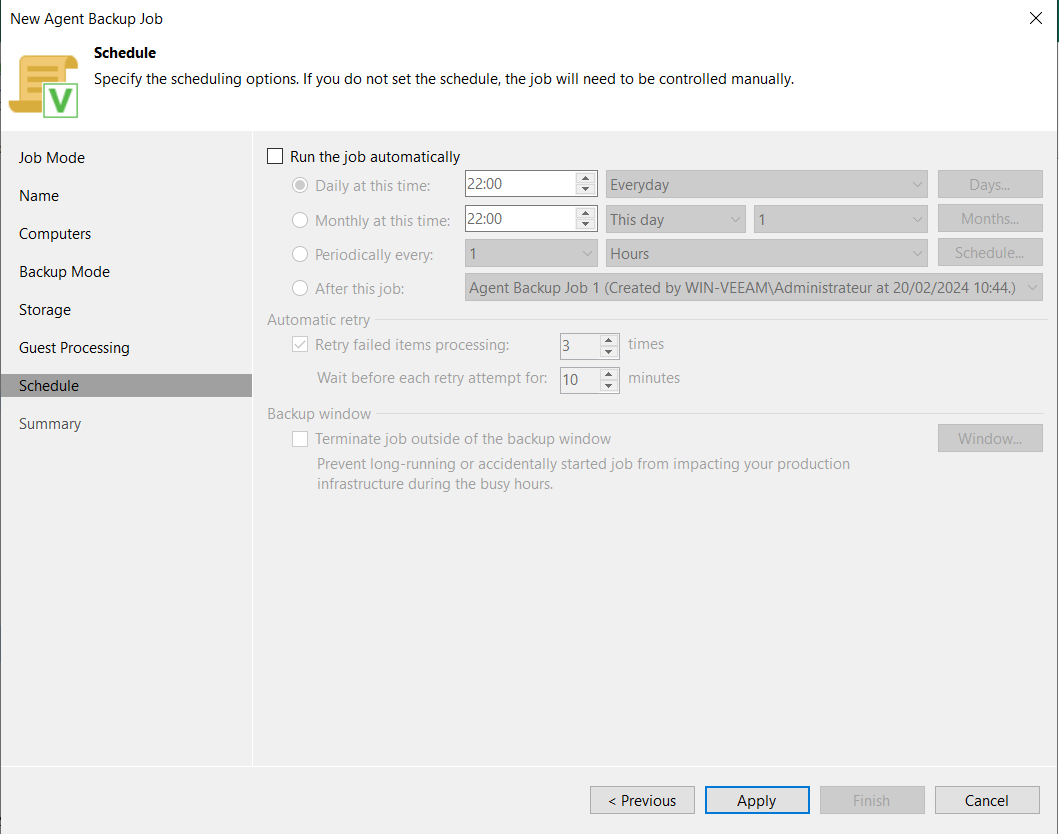 New Agent Backup Job
Schedule
Specify the scheduling options. If you do not set the schedule, the job will need to be controlled manually.
V
Job Mode
Name
Computers
Backup Mode
Storage
Guest Processing
Schedule
Summary
Run the job automatically
Daily at this time: 22:00 Everyday Days...
Monthly at this time: 22:00 This day 1 Months...
Periodically every: 1 Hours Schedule...
After this job: Agent Backup Job 1 (Created by WIN-VEEAM\Administrateur at 20/02/2024 10:44.)
Automatic retry
Retry failed items processing: 3 times
Wait before each retry attempt for: 10 minutes
Backup window
Terminate job outside of the backup window Window...
Prevent long-running or accidentally started job from impacting your production
infrastructure during the busy hours.
< Previous Apply Finish Cancel